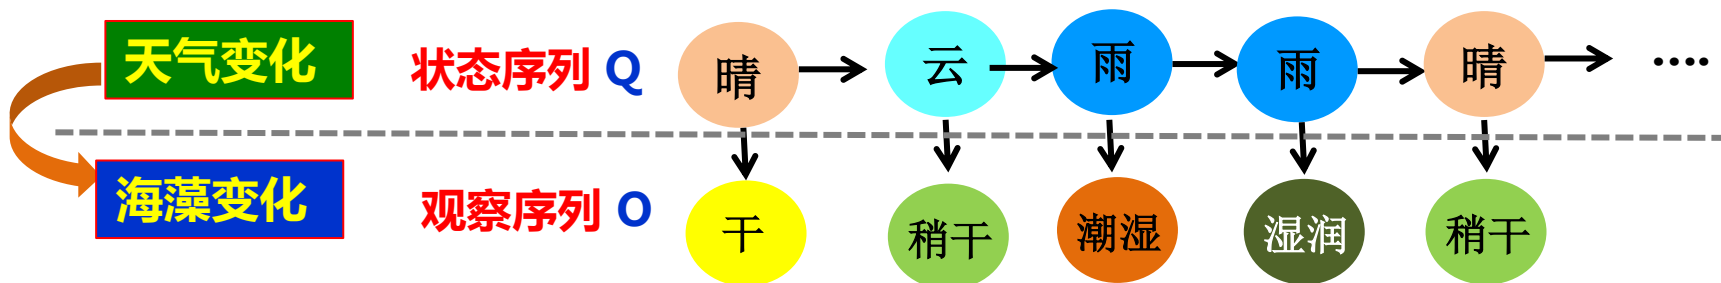 天气变化 状态序列 Q 晴 云 雨 雨 晴 ....
海藻变化 观察序列 O 干 稍干 潮湿 湿润 稍干